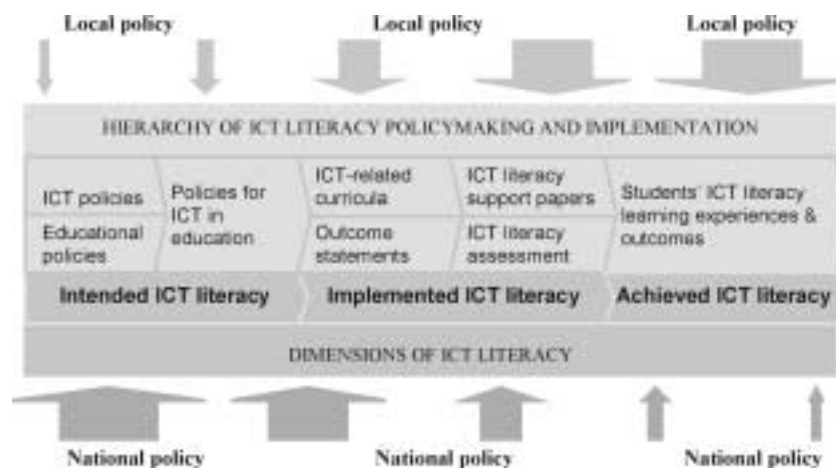 Local policy
Local policy
Local policy
HIERARCHY OF ICT LITERACY POLICYMAKING AND IMPLEMENTATION
ICT policies
Educational
policies
Policies for
ICT in
education
ICT-related
curricula
Outcome
statements
ICT literacy
support papers
ICT literacy
assessment
Students' ICT literacy
learning experiences &
outcomes
Intended ICT literacy
Implemented ICT literacy
Achieved ICT literacy
DIMENSIONS OF ICT LITERACY
National policy
National policy
National policy